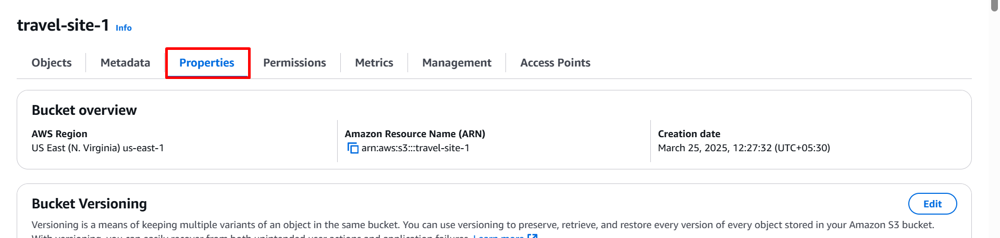 travel-site-1 Info
Objects Metadata Properties Permissions Metrics Management Access Points
Bucket overview
AWS Region
US East (N. Virginia) us-east-1
Amazon Resource Name (ARN)
arn:aws:s3:::travel-site-1
Creation date
March 25, 2025, 12:27:32 (UTC+05:30)
Bucket Versioning
Edit
Versioning is a means of keeping multiple variants of an object in the same bucket. You can use versioning to preserve, retrieve, and restore every version of every object stored in your Amazon S3 bucket.
With versioning, you can easily recover from both unintended user actions and application failures. Learn more